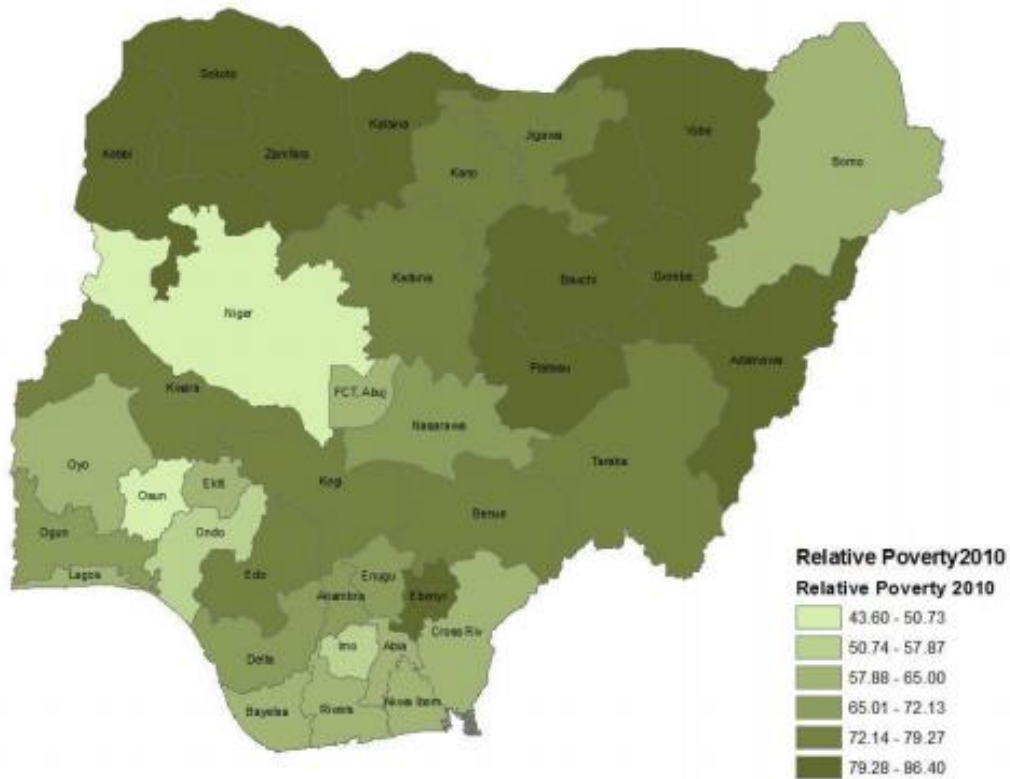 Sokoto
Katsina
Yobe
Jigawa
Kebbi
Zamfara
Kano
Borno
Kaduna
Bauchi
Gombe
Niger
Adamawa
Plateau
Kwara
FCT, Abuj
Nasarawa
Taraba
Oyo
Kogi
Ekiti
Osun
Benue
Ondo
Ogun
Edo
Enugu
Lagos
Anambra
Ebonyi
Cross Riv
Imo
Abia
Delta
Akwa Ibom
Bayelsa
Rivers
Relative Poverty2010
Relative Poverty 2010
43.60 - 50.73
50.74 - 57.87
57.88 - 65.00
65.01 - 72.13
72.14 - 79.27
79.28 - 86.40